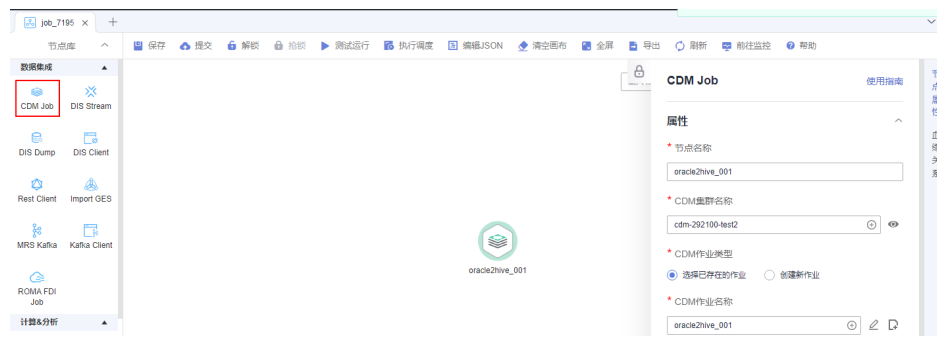 job_7195 × +
节点库
保存 提交 解锁 抢锁 测试运行 执行调度 编辑JSON 清空画布 全屏 导出 刷新 前往监控 帮助
数据集成
CDM Job
DIS Stream
DIS Dump
DIS Client
Rest Client
Import GES
MRS Kafka
Kafka Client
ROMA FDI
Job
计算&分析
oracle2hive_001
CDM Job
使用指南
属性
* 节点名称
oracle2hive_001
* CDM集群名称
cdm-292100-test2
* CDM作业类型
选择已存在的作业 创建新作业
* CDM作业名称
oracle2hive_001